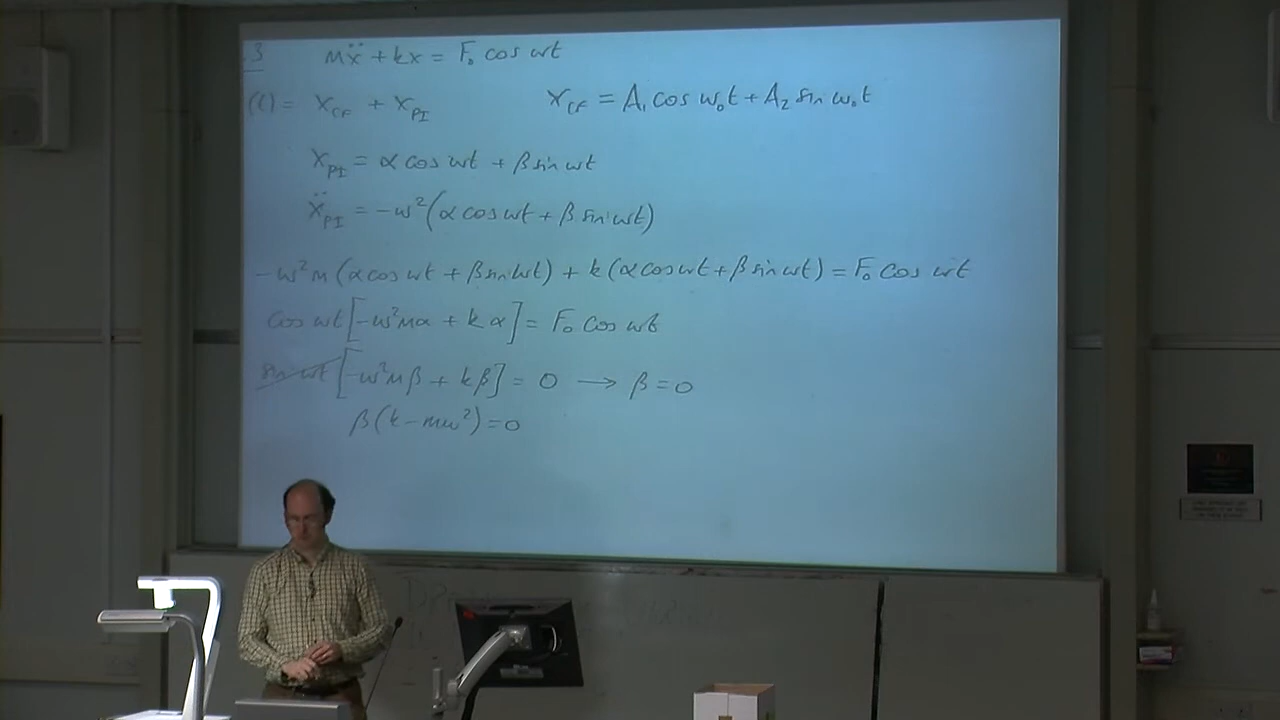 .3 mẍ + kx = F₀ cos ωt
(t) = x_CF + x_PI x_CF = A₁ cos ω₀t + A₂ sin ω₀t
x_PI = α cos ωt + β sin ωt
ẍ_PI = -ω²(α cos ωt + β sin ωt)
-ω²m(α cos ωt + β sin ωt) + k(α cos ωt + β sin ωt) = F₀ cos ωt
cos ωt[-ω²mα + kα] = F₀ cos ωt
sin ωt[-ω²mβ + kβ] = 0 → β = 0
β(k - mω²) = 0